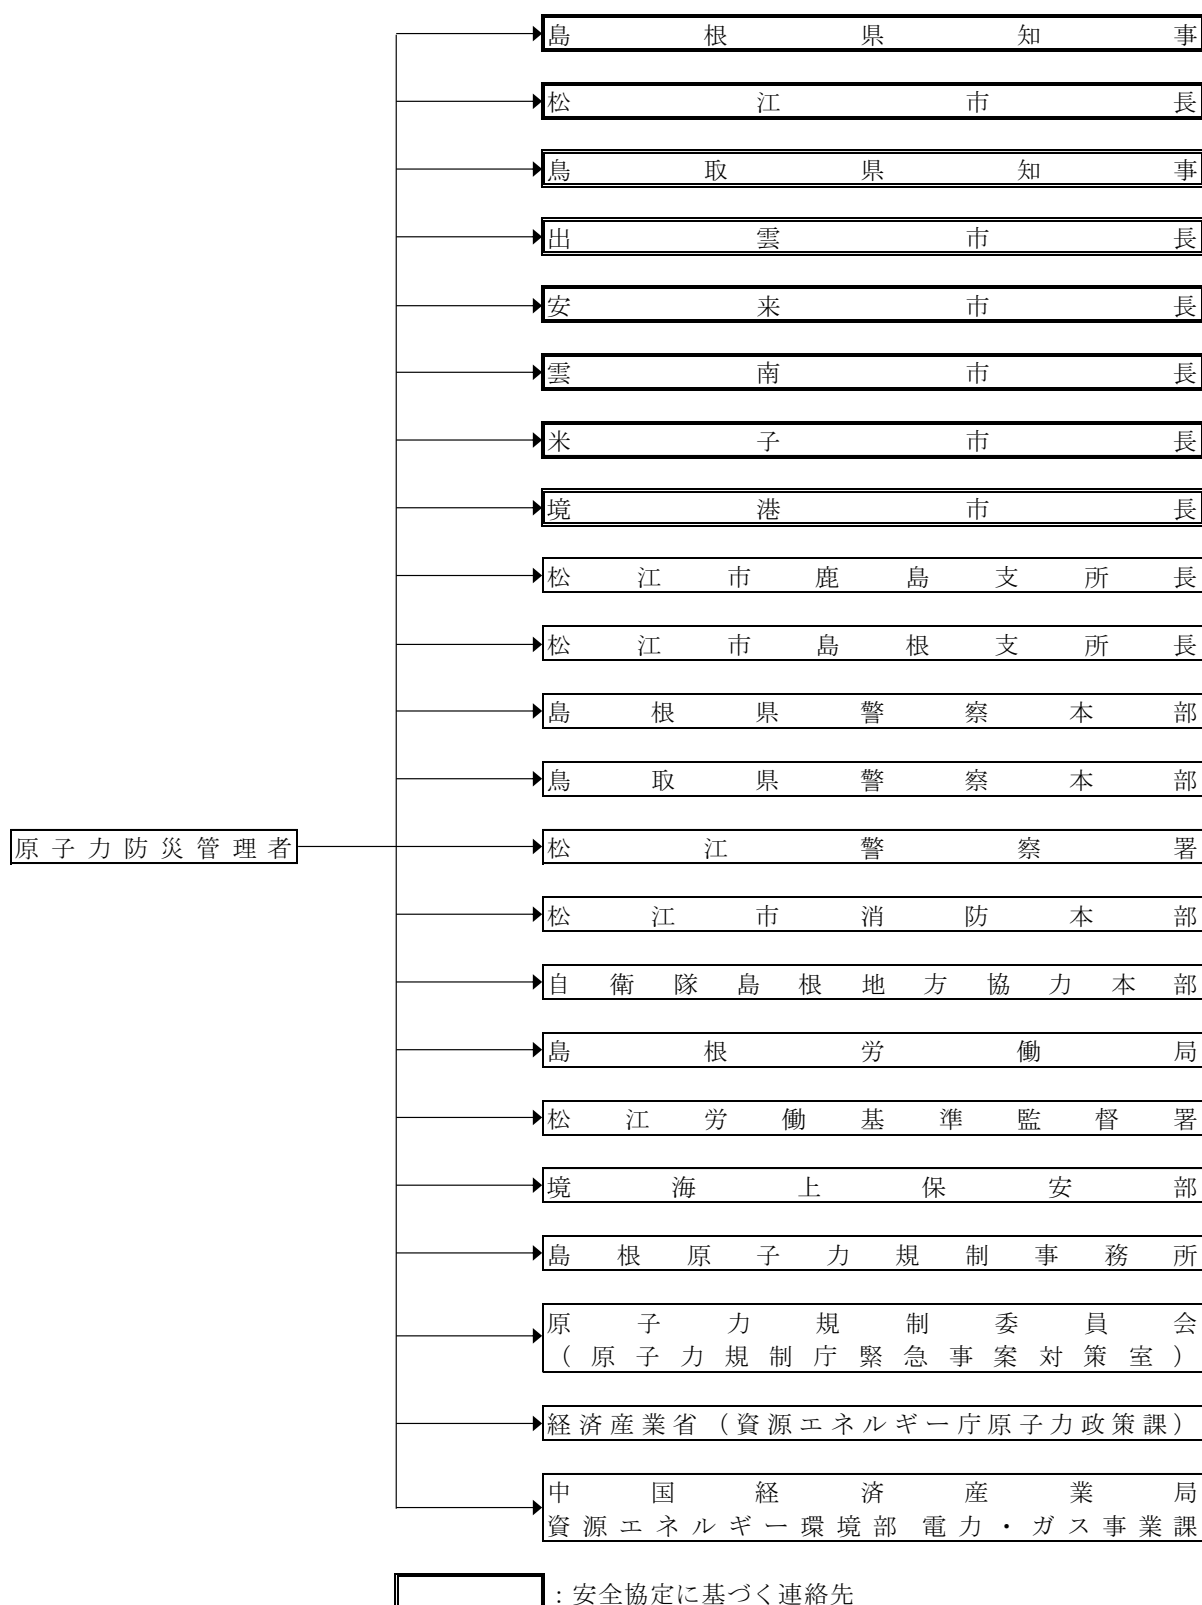 島根県知事
松江市長
鳥取県知事
出雲市長
安来市長
雲南市長
米子市長
境港市長
松江市鹿島支所長
松江市島根支所長
島根県警察本部
鳥取県警察本部
原子力防災管理者
松江警察署
松江市消防本部
自衛隊島根地方協力本部
島根労働局
松江労働基準監督署
境海上保安部
島根原子力規制事務所
原子力規制委員会
(原子力規制庁緊急事案対策室)
経済産業省(資源エネルギー庁原子力政策課)
中国経済産業局
資源エネルギー環境部 電力・ガス事業課
:安全協定に基づく連絡先